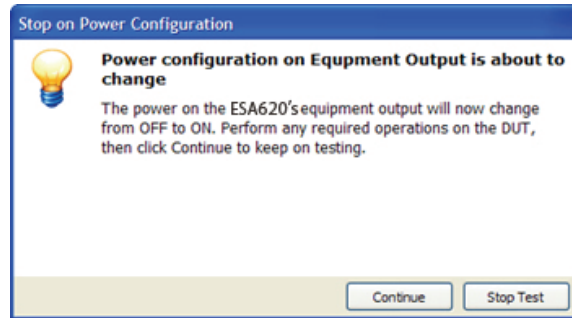 Stop on Power Configuration
Power configuration on Equpment Output is about to
change
The power on the ESA620's equipment output will now change
from OFF to ON. Perform any required operations on the DUT,
then click Continue to keep on testing.
Continue
Stop Test